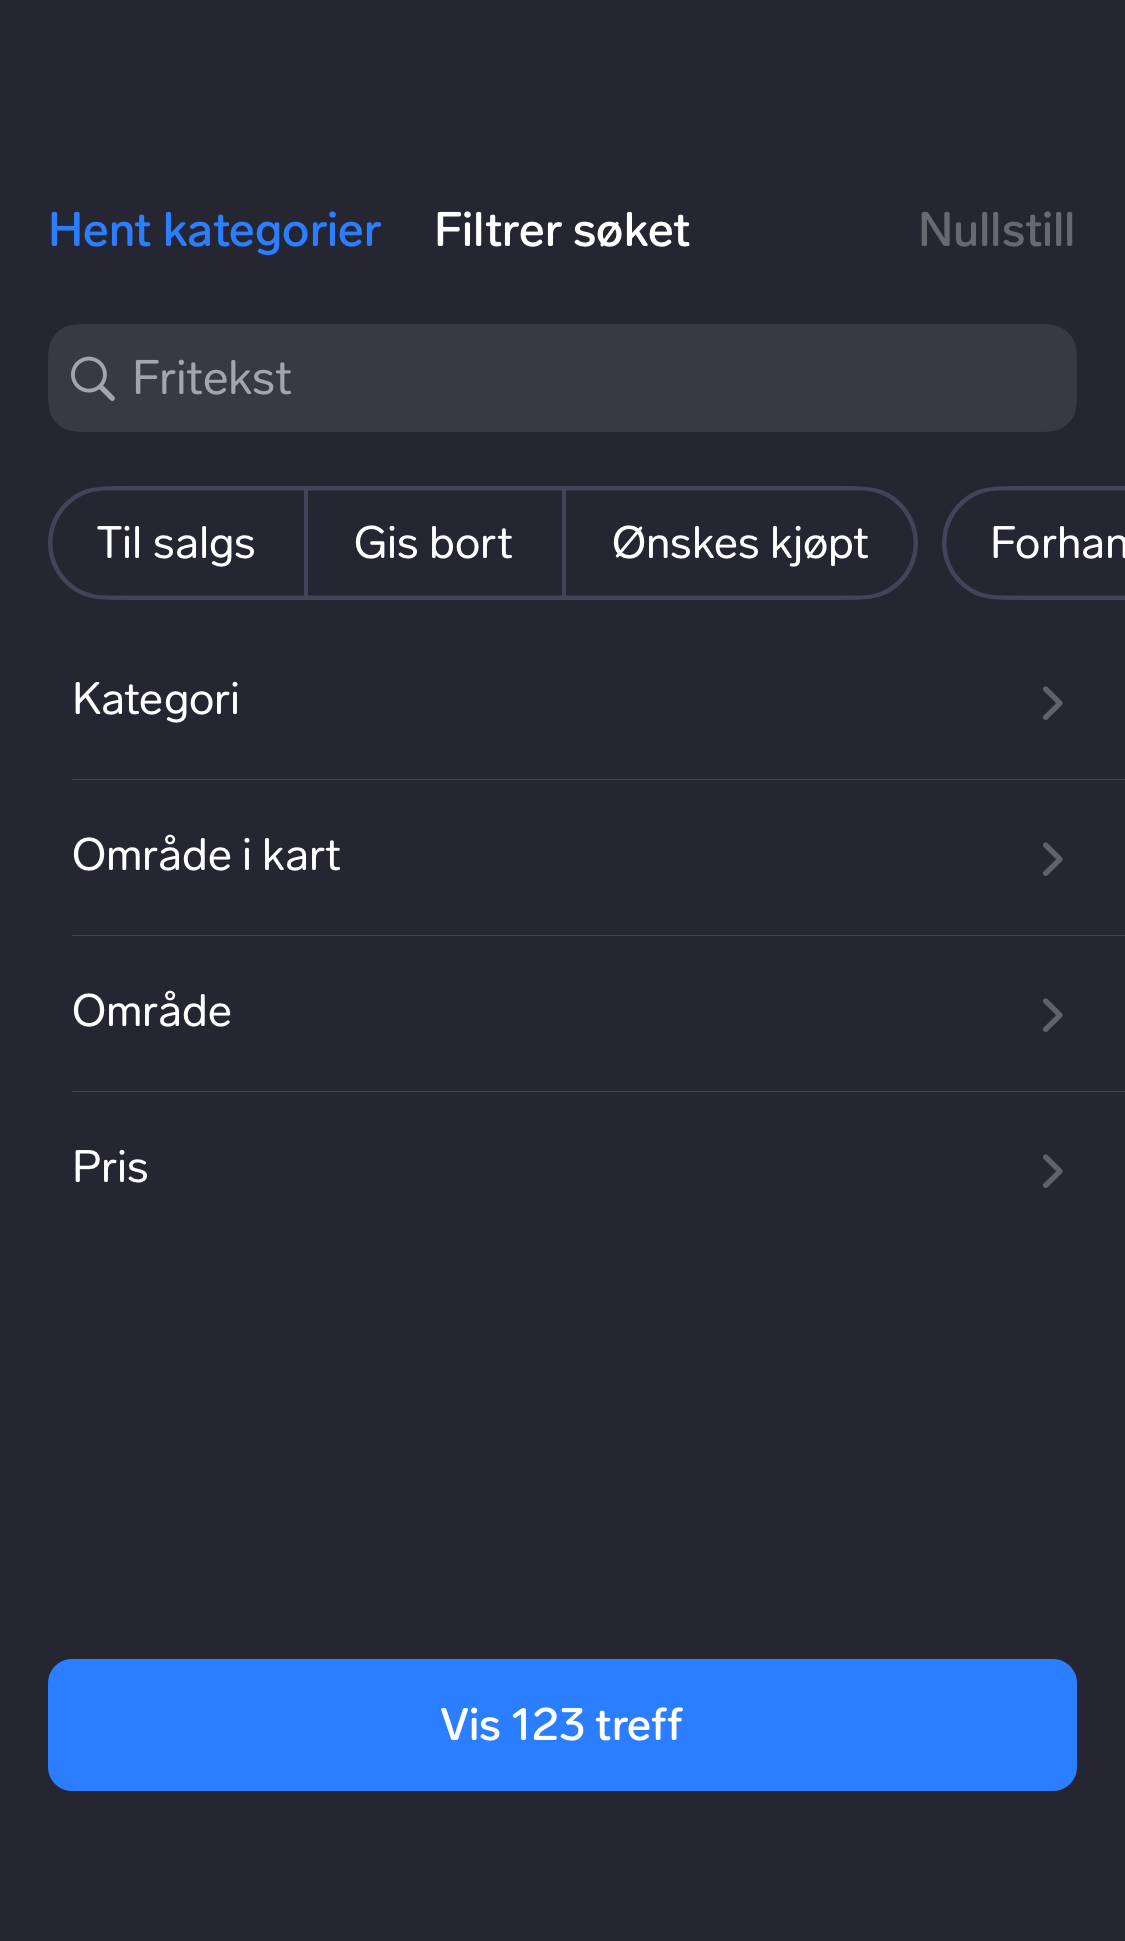 Hent kategorier Filtrer søket Nullstill
Fritekst
Til salgs Gis bort Ønskes kjøpt Forhan
Kategori
Område i kart
Område
Pris
Vis 123 treff